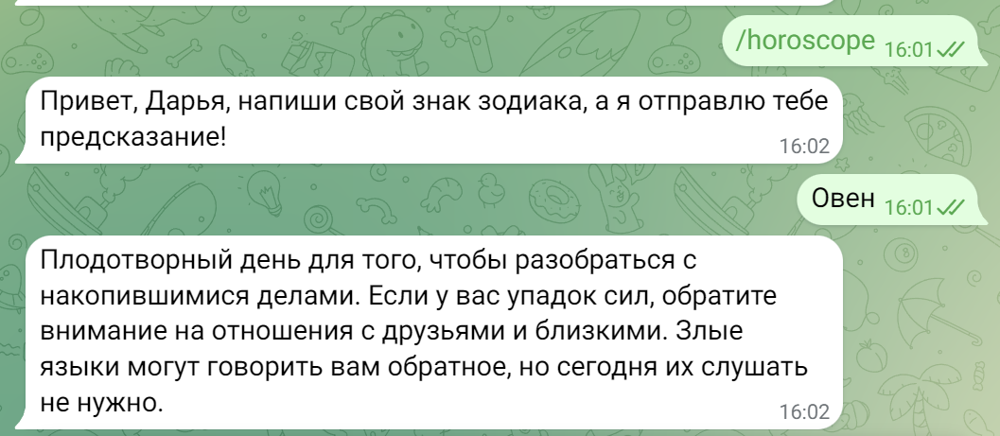 /horoscope 16:01
Привет, Дарья, напиши свой знак зодиака, а я отправлю тебе
предсказание!
16:02
Овен 16:01
Плодотворный день для того, чтобы разобраться с
накопившимися делами. Если у вас упадок сил, обратите
внимание на отношения с друзьями и близкими. Злые
языки могут говорить вам обратное, но сегодня их слушать
не нужно.
16:02